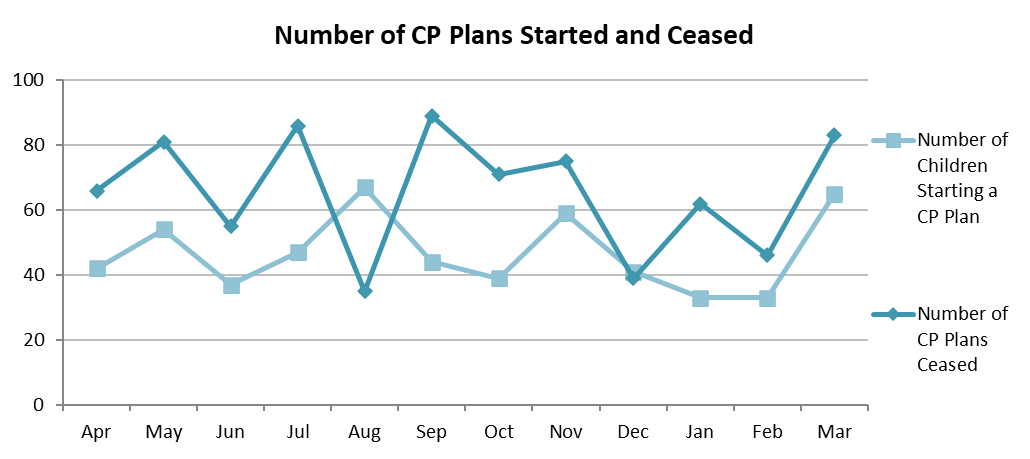 Number of CP Plans Started and Ceased
100
80
60
40
20
0
Apr May Jun Jul Aug Sep Oct Nov Dec Jan Feb Mar
Number of
Children
Starting a
CP Plan
Number of
CP Plans
Ceased